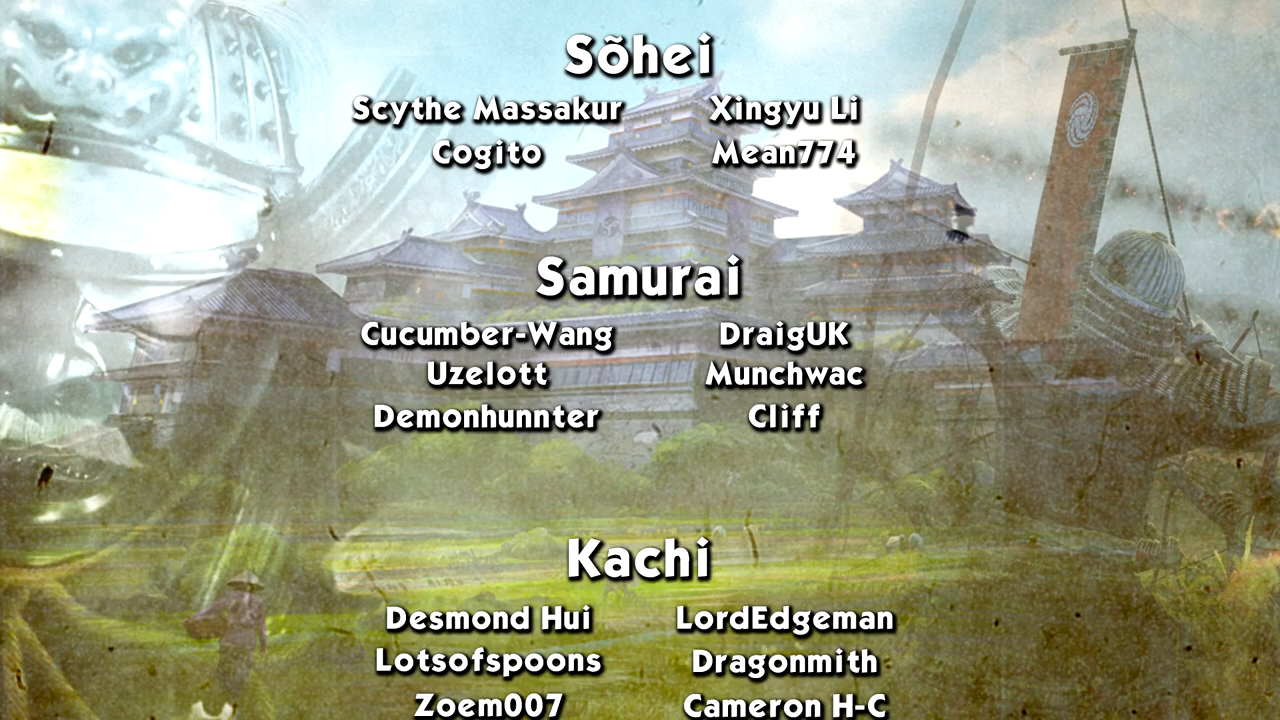 Sõhei
Scythe Massakur Xingyu Li
Cogito Mean774
Samurai
Cucumber-Wang DraigUK
Uzelott Munchwac
Demonhunnter Cliff
Kachi
Desmond Hui LordEdgeman
Lotsofspoons Dragonmith
Zoem007 Cameron H-C